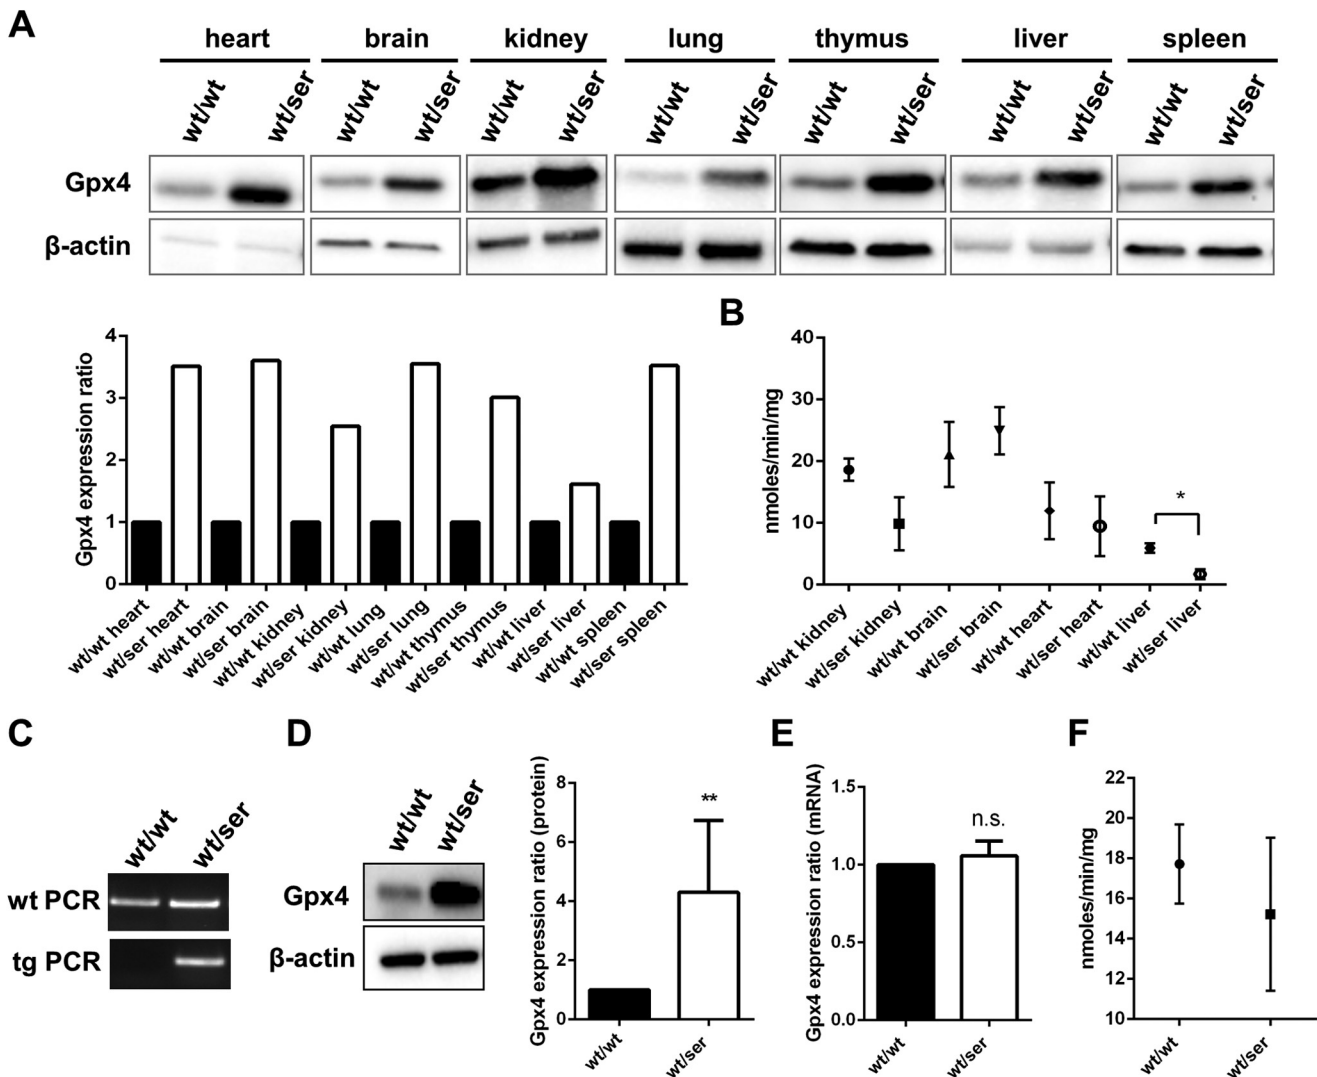 A
heart brain kidney lung thymus liver spleen
wt/wt wt/ser wt/wt wt/ser wt/wt wt/ser wt/wt wt/ser wt/wt wt/ser wt/wt wt/ser wt/wt wt/ser
Gpx4
β-actin
Gpx4 expression ratio
4
3
2
1
0
wt/wt heart
wt/ser heart
wt/wt brain
wt/ser brain
wt/wt kidney
wt/ser kidney
wt/wt lung
wt/ser lung
wt/wt thymus
wt/ser thymus
wt/wt liver
wt/ser liver
wt/wt spleen
wt/ser spleen
B
nmoles/min/mg
40
30
20
10
0
*
wt/wt kidney
wt/ser kidney
wt/wt brain
wt/ser brain
wt/wt heart
wt/ser heart
wt/wt liver
wt/ser liver
C
wt/wt wt/ser
wt PCR
tg PCR
D
wt/wt wt/ser
Gpx4
β-actin
Gpx4 expression ratio (protein)
8
6
4
2
0
**
wt/wt
wt/ser
E
Gpx4 expression ratio (mRNA)
1.5
1.0
0.5
0.0
n.s.
wt/wt
wt/ser
F
nmoles/min/mg
22
20
18
16
14
12
10
wt/wt
wt/ser